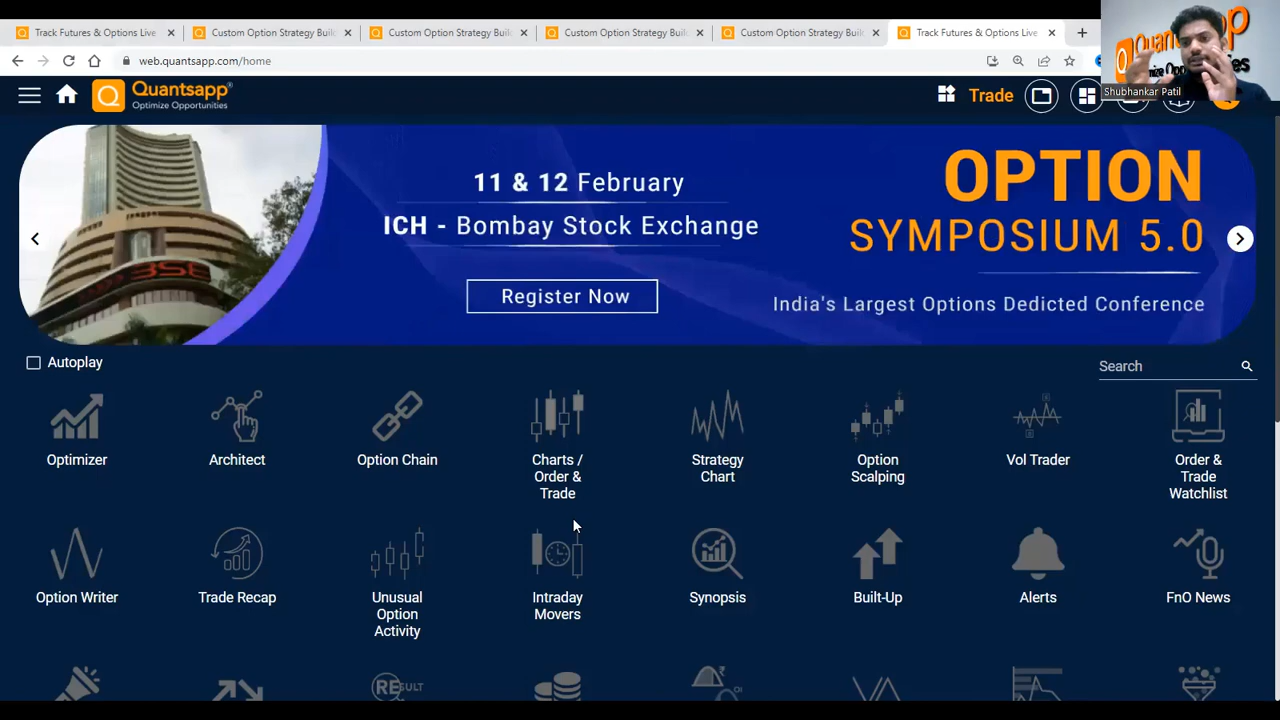 Track Futures & Options Live
Custom Option Strategy Buil
Custom Option Strategy Buil
Custom Option Strategy Buil
Custom Option Strategy Buil
Track Futures & Options Live
web.quantsapp.com/home
Quantsapp®
Optimize Opportunities
Trade
Shubhankar Patil
BSE
11 & 12 February
ICH - Bombay Stock Exchange
Register Now
OPTION
SYMPOSIUM 5.0
India's Largest Options Dedicted Conference
Autoplay
Search
Optimizer
Architect
Option Chain
Charts /
Order &
Trade
Strategy
Chart
Option
Scalping
Vol Trader
Order &
Trade
Watchlist
Option Writer
Trade Recap
Unusual
Option
Activity
Intraday
Movers
Synopsis
Built-Up
Alerts
FnO News
RESULT